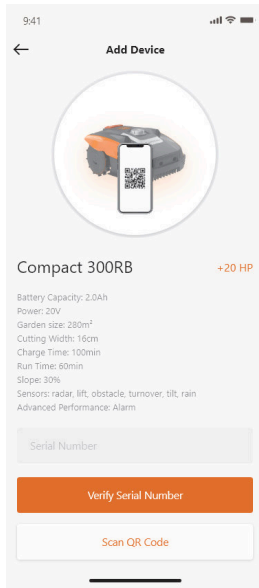 9:41
Add Device
Compact 300RB
+20 HP
Battery Capacity: 2.0Ah
Power: 20V
Garden size: 280m²
Cutting Width: 16cm
Charge Time: 100min
Run Time: 60min
Slope: 30%
Sensors: radar, lift, obstacle, turnover, tilt, rain
Advanced Performance: Alarm
Serial Number
Verify Serial Number
Scan QR Code